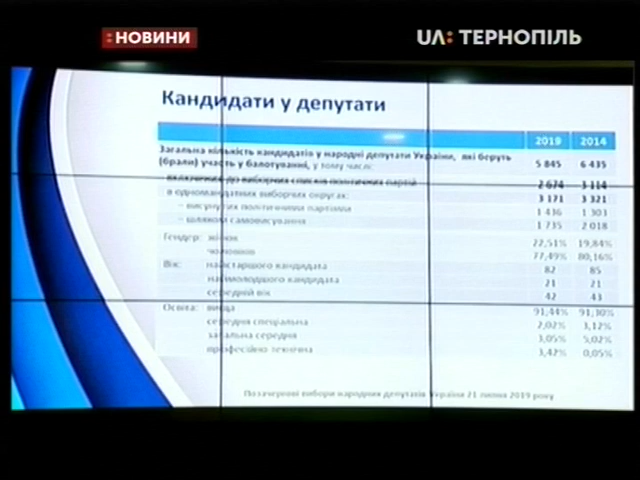 :НОВИНИ
UA: ТЕРНОПІЛЬ
Кандидати у депутати
2019 2014
Загальна кількість кандидатів у народні депутати України, які беруть
(брали) участь у балотуванні, у тому числі: 5 845 6 435
включених до виборчих списків політичних партій 2 674 3 114
в одномандатних виборчих округах: 3 171 3 321
– висунутих політичними партіями 1 436 1 303
– шляхом самовисування 1 735 2 018
Гендер: жінок 22,51% 19,84%
чоловіків 77,49% 80,16%
Вік: найстаршого кандидата 82 85
наймолодшого кандидата 21 21
середній вік 42 43
Освіта: вища 91,44% 91,30%
середня спеціальна 2,02% 3,12%
загальна середня 3,05% 5,02%
професійно технічна 3,42% 0,05%
Позачергові вибори народних депутатів України 21 липня 2019 року